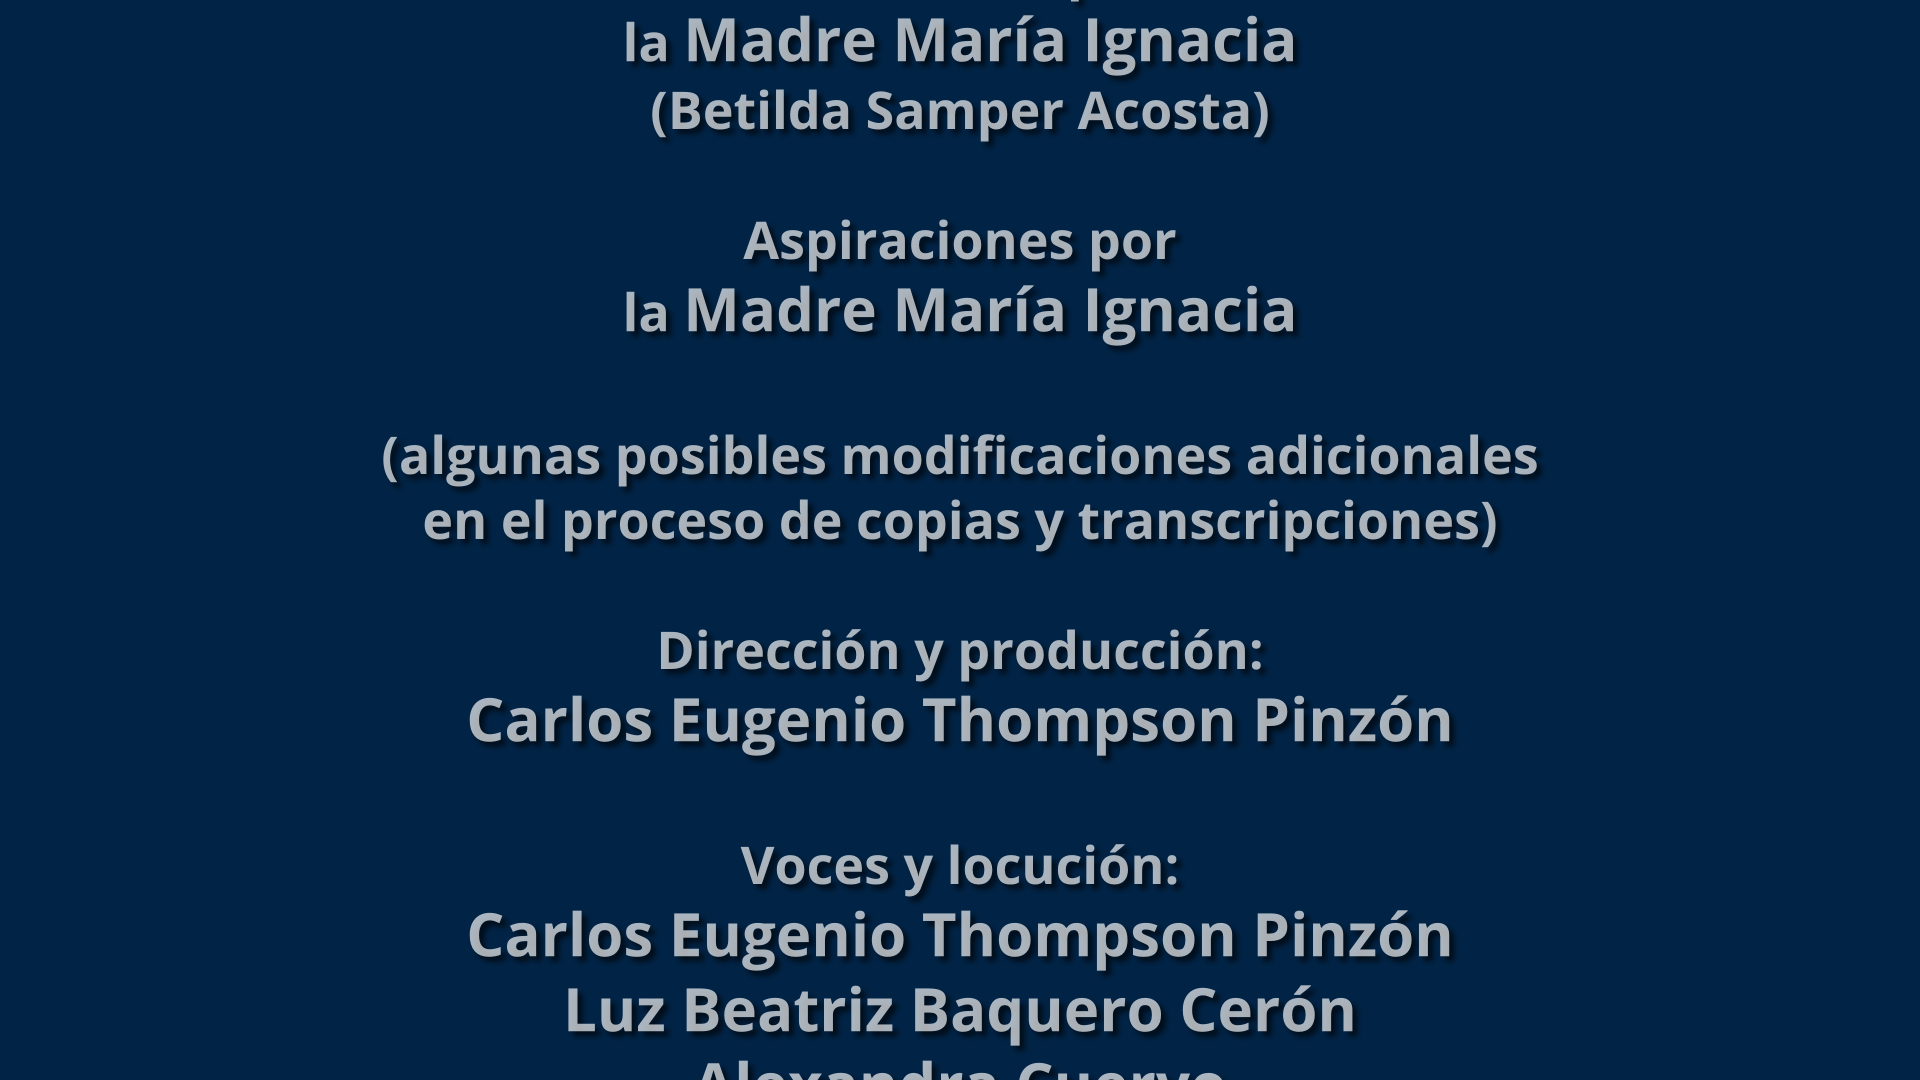 la Madre María Ignacia
(Betilda Samper Acosta)
Aspiraciones por
la Madre María Ignacia
(algunas posibles modificaciones adicionales
en el proceso de copias y transcripciones)
Dirección y producción:
Carlos Eugenio Thompson Pinzón
Voces y locución:
Carlos Eugenio Thompson Pinzón
Luz Beatriz Baquero Cerón
Alexandra Cuervo